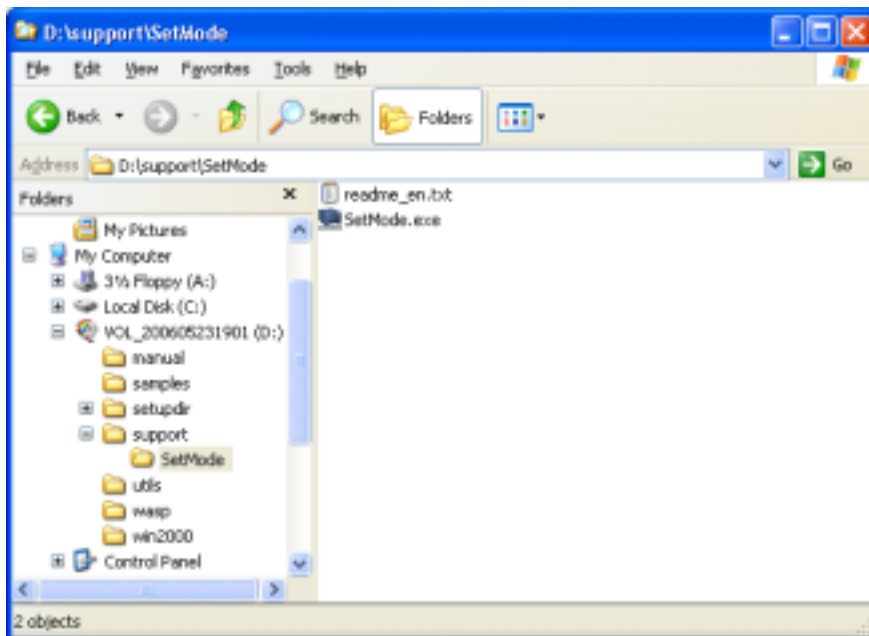 D:\support\SetMode
File Edit View Favorites Tools Help
Back Search Folders
Address D:\support\SetMode Go
Folders x
readme_en.txt
SetMode.exe
My Pictures
My Computer
3½ Floppy (A:)
Local Disk (C:)
VOL_200605231901 (D:)
manual
samples
setupdir
support
SetMode
utils
wasp
win2000
Control Panel
2 objects